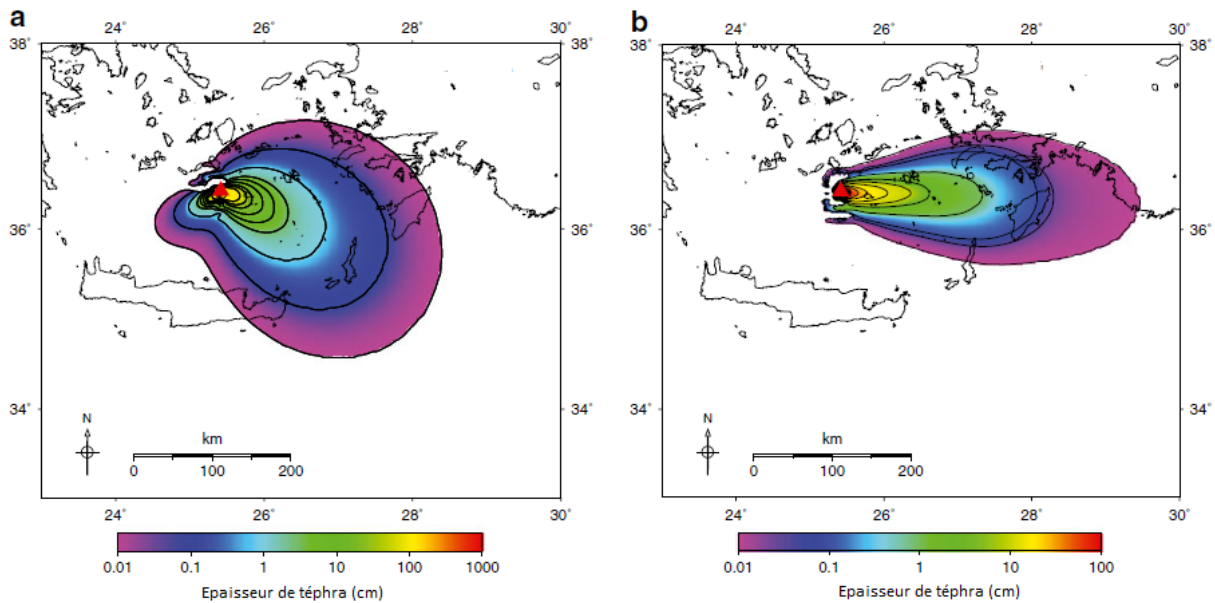 a
24° 26° 28° 30°
38° 38°
36° 36°
34° 34°
N
km
0 100 200
24° 26° 28° 30°
0.01 0.1 1 10 100 1000
Epaisseur de téphra (cm)
b
24° 26° 28° 30°
38° 38°
36° 36°
34° 34°
N
km
0 100 200
24° 26° 28° 30°
0.01 0.1 1 10 100
Epaisseur de téphra (cm)